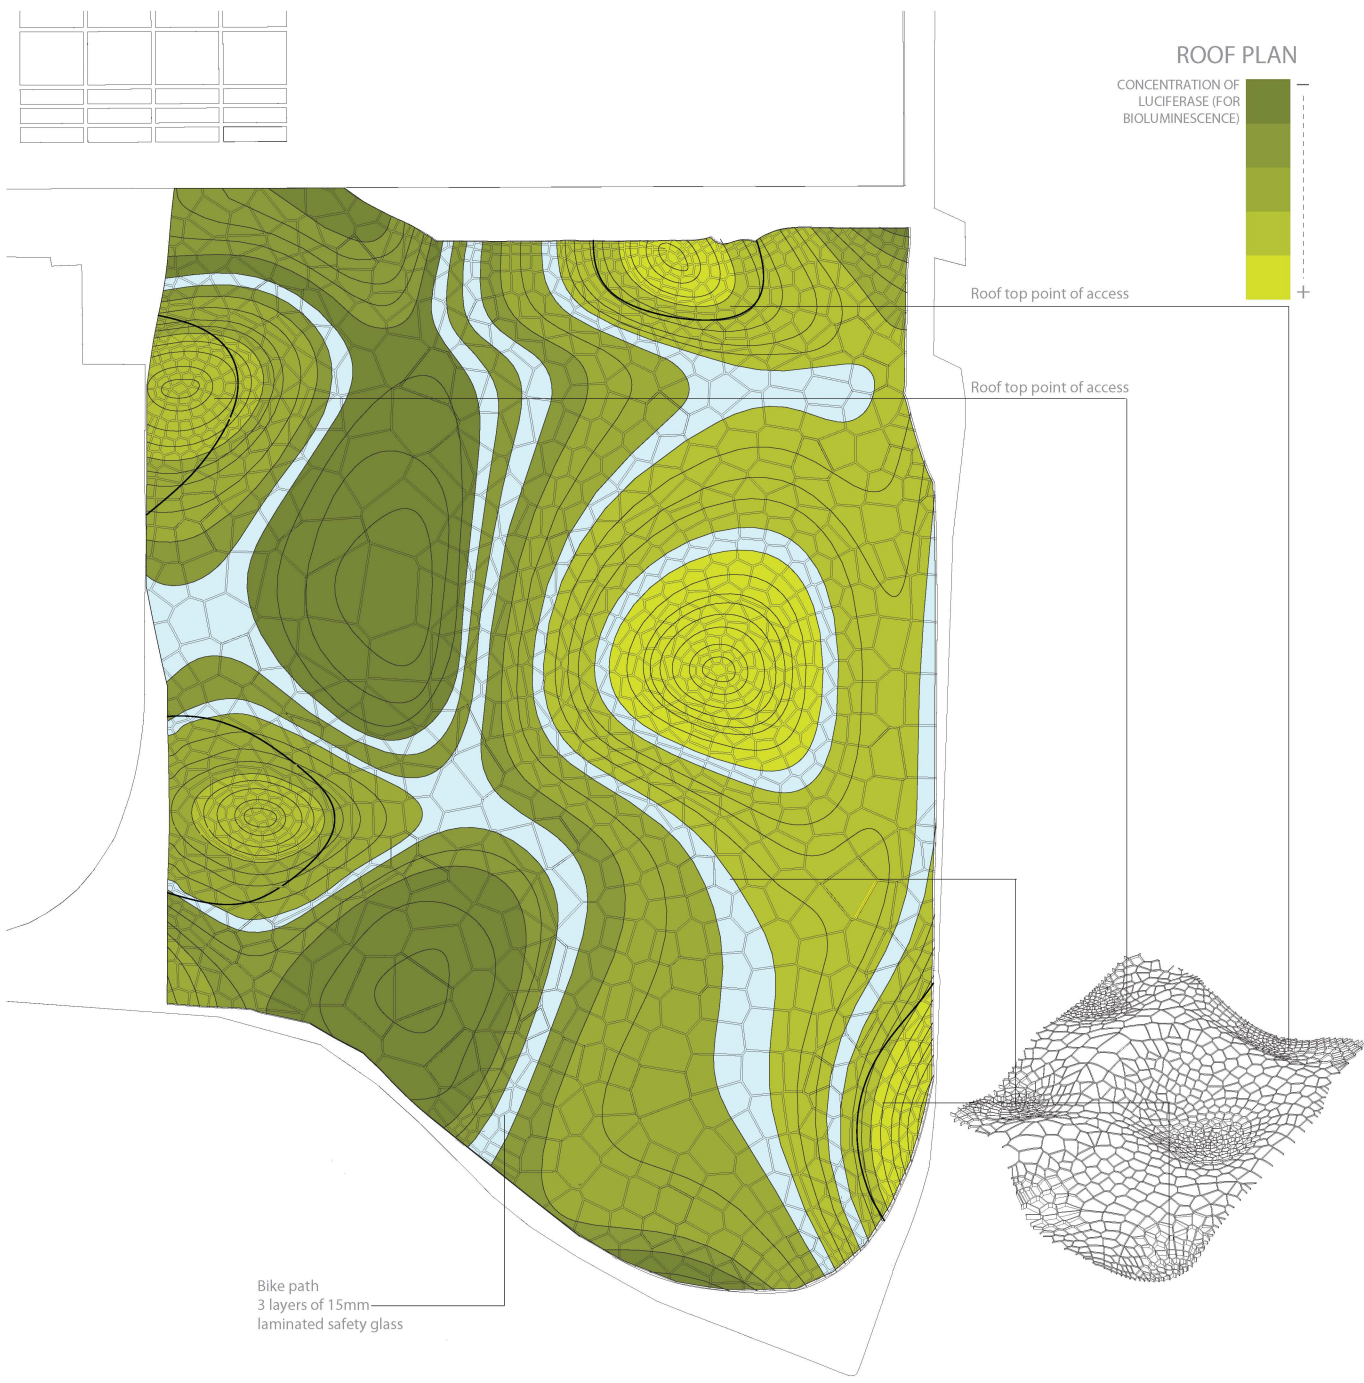 ROOF PLAN
CONCENTRATION OF
LUCIFERASE (FOR
BIOLUMINESCENCE)
–
+
Roof top point of access
Roof top point of access
Bike path
3 layers of 15mm
laminated safety glass